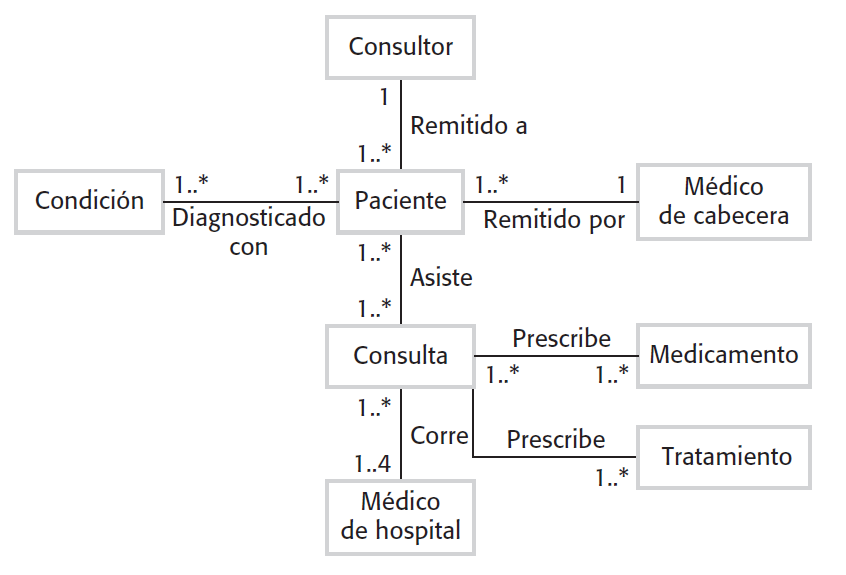 Consultor
1
Remitido a
1..*
Condición
1..*
1..*
Diagnosticado
con
Paciente
1..*
1
Remitido por
Médico
de cabecera
1..*
Asiste
1..*
Consulta
Prescribe
1..*
1..*
Medicamento
1..*
Corre
1..4
Prescribe
1..*
Tratamiento
Médico
de hospital